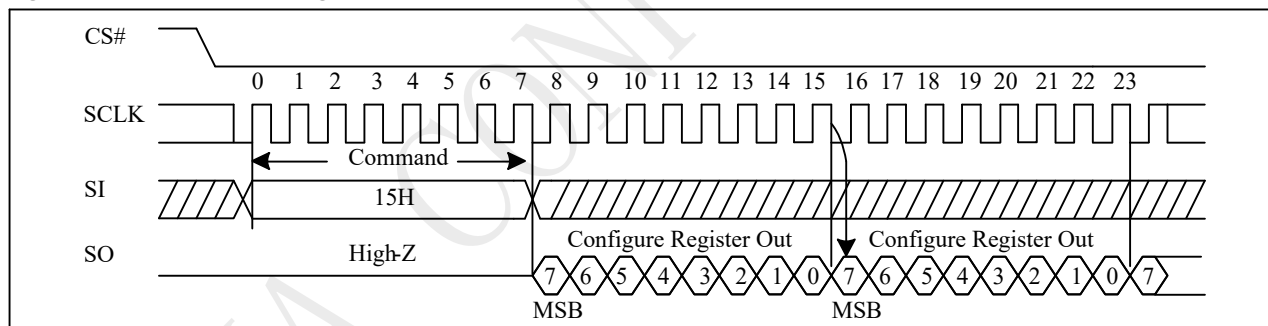 CS#
0 1 2 3 4 5 6 7 8 9 10 11 12 13 14 15 16 17 18 19 20 21 22 23
SCLK
Command
SI
15H
SO
High-Z
Configure Register Out Configure Register Out
7 6 5 4 3 2 1 0 7 6 5 4 3 2 1 0 7
MSB MSB